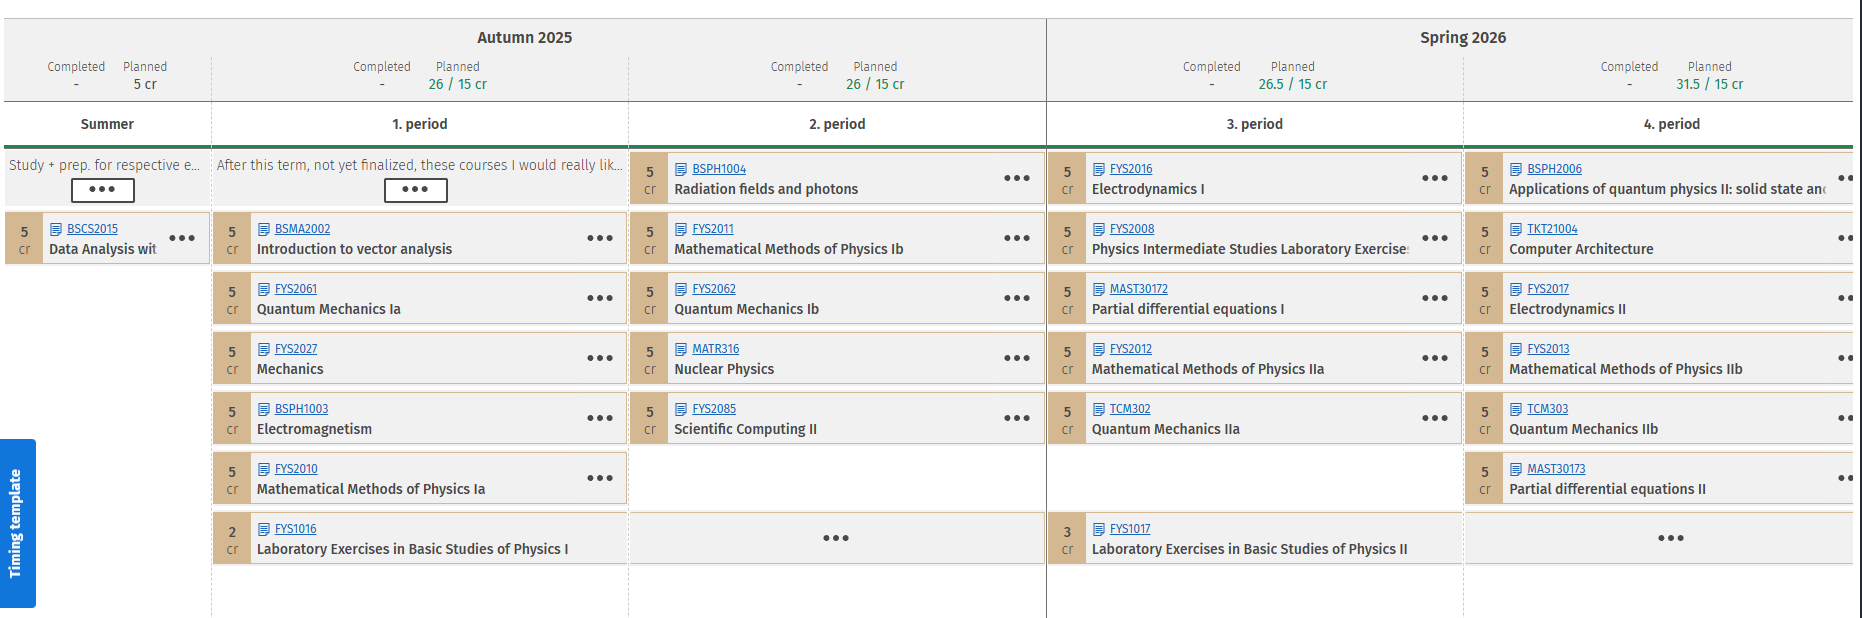 Autumn 2025
Spring 2026
Completed Planned
- 5 cr
Completed Planned
- 26 / 15 cr
Completed Planned
- 26 / 15 cr
Completed Planned
- 26.5 / 15 cr
Completed Planned
- 31.5 / 15 cr
Summer
1. period
2. period
3. period
4. period
Study + prep. for respective e...
5 cr
BSCS2015
Data Analysis wit
After this term, not yet finalized, these courses I would really lik...
5 cr
BSMA2002
Introduction to vector analysis
5 cr
FYS2061
Quantum Mechanics Ia
5 cr
FYS2027
Mechanics
5 cr
BSPH1003
Electromagnetism
5 cr
FYS2010
Mathematical Methods of Physics Ia
2 cr
FYS1016
Laboratory Exercises in Basic Studies of Physics I
5 cr
BSPH1004
Radiation fields and photons
5 cr
FYS2011
Mathematical Methods of Physics Ib
5 cr
FYS2062
Quantum Mechanics Ib
5 cr
MATR316
Nuclear Physics
5 cr
FYS2085
Scientific Computing II
5 cr
FYS2016
Electrodynamics I
5 cr
FYS2008
Physics Intermediate Studies Laboratory Exercises
5 cr
MAST30172
Partial differential equations I
5 cr
FYS2012
Mathematical Methods of Physics IIa
5 cr
TCM302
Quantum Mechanics IIa
3 cr
FYS1017
Laboratory Exercises in Basic Studies of Physics II
5 cr
BSPH2006
Applications of quantum physics II: solid state an
5 cr
TKT21004
Computer Architecture
5 cr
FYS2017
Electrodynamics II
5 cr
FYS2013
Mathematical Methods of Physics IIb
5 cr
TCM303
Quantum Mechanics IIb
5 cr
MAST30173
Partial differential equations II
Timing template